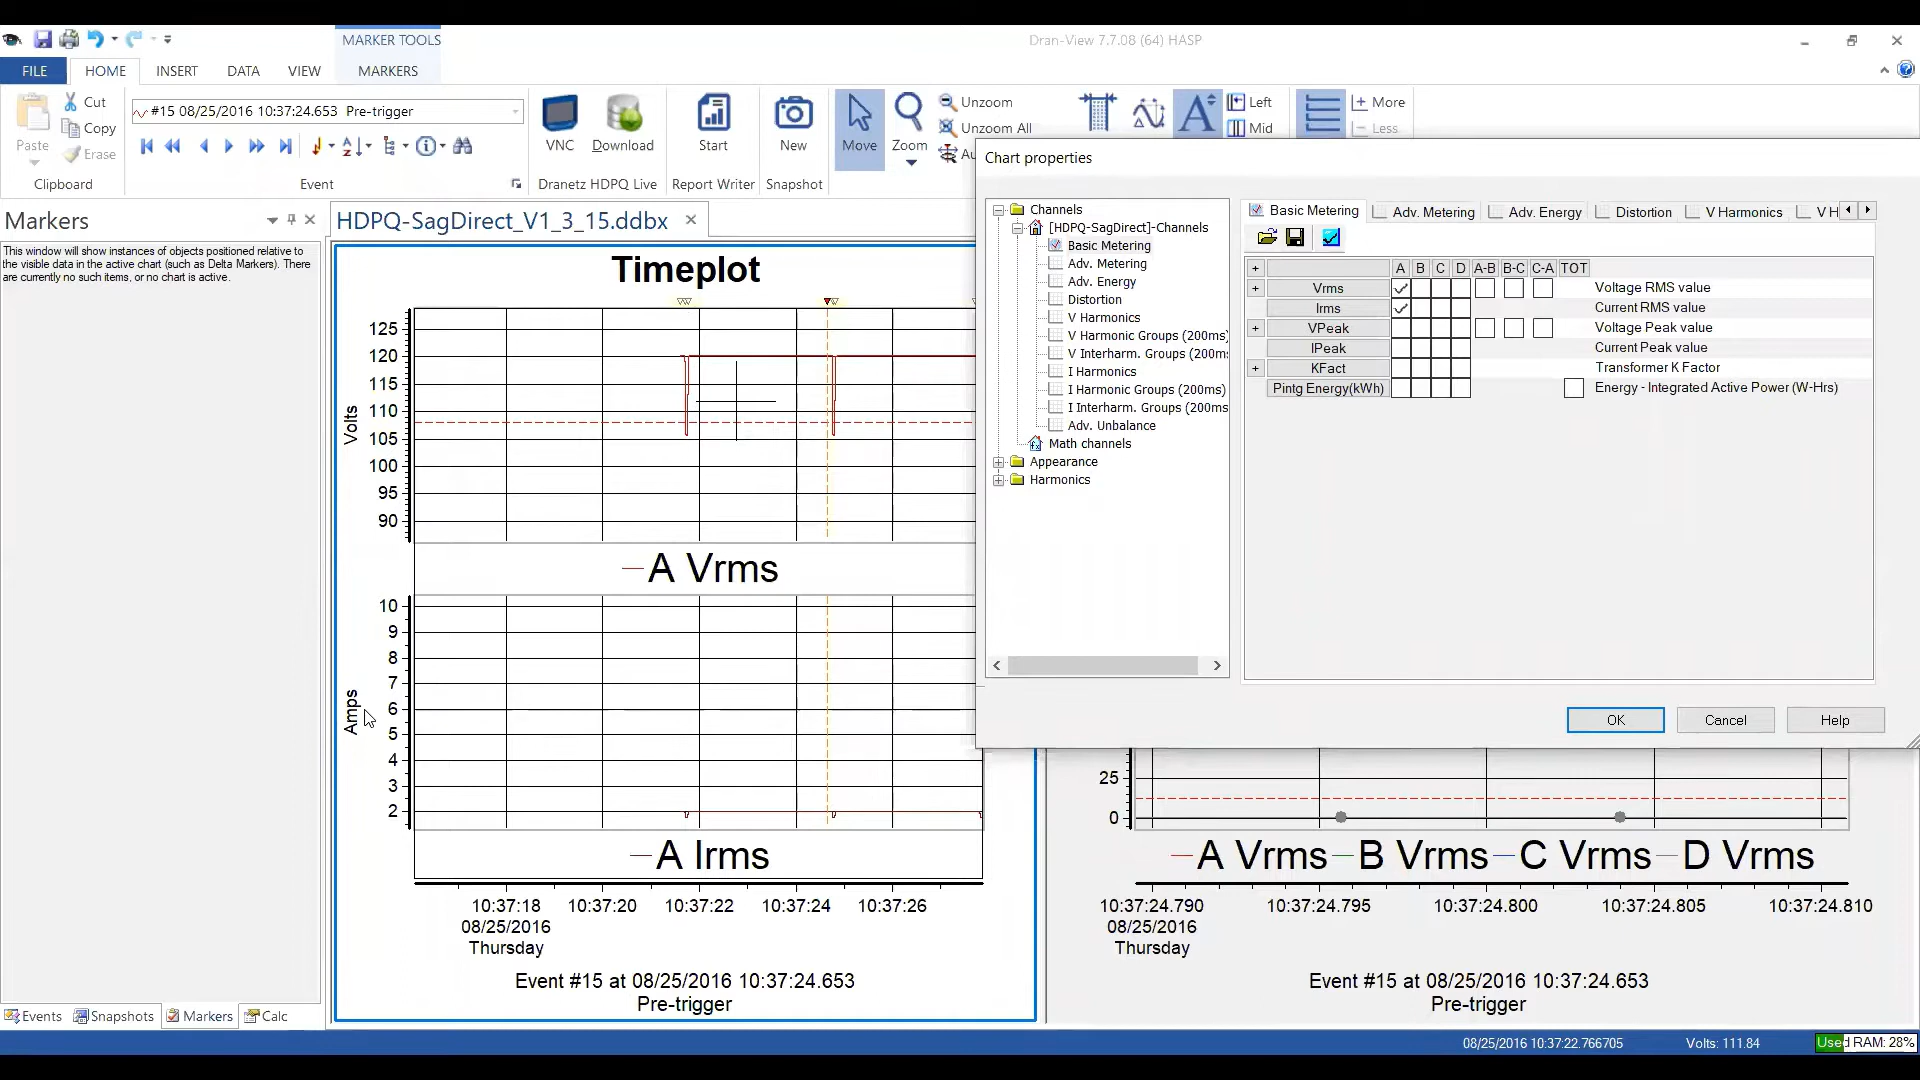 MARKER TOOLS
Dran-View 7.7.08 (64) HASP
FILE
HOME
INSERT
DATA
VIEW
MARKERS
Paste
Cut
Copy
Erase
Clipboard
#15 08/25/2016 10:37:24.653 Pre-trigger
Event
VNC
Download
Dranetz HDPQ Live
Start
Report Writer
New
Snapshot
Move
Zoom
Unzoom
Unzoom All
Left
Mid
More
Less
Markers
This window will show instances of objects positioned relative to
the visible data in the active chart (such as Delta Markers). There
are currently no such items, or no chart is active.
HDPQ-SagDirect_V1_3_15.ddbx
Timeplot
Volts
125
120
115
110
105
100
95
90
A Vrms
Amps
10
9
8
7
6
5
4
3
2
A Irms
10:37:18
10:37:20
10:37:22
10:37:24
10:37:26
08/25/2016
Thursday
Event #15 at 08/25/2016 10:37:24.653
Pre-trigger
Chart properties
Channels
[HDPQ-SagDirect]-Channels
Basic Metering
Adv. Metering
Adv. Energy
Distortion
V Harmonics
V Harmonic Groups (200ms)
V Interharm. Groups (200ms
I Harmonics
I Harmonic Groups (200ms)
I Interharm. Groups (200ms
Adv. Unbalance
Math channels
Appearance
Harmonics
Basic Metering
Adv. Metering
Adv. Energy
Distortion
V Harmonics
V H
A B C D A-B B-C C-A TOT
Vrms Voltage RMS value
Irms Current RMS value
VPeak Voltage Peak value
IPeak Current Peak value
KFact Transformer K Factor
Pintg Energy(kWh) Energy - Integrated Active Power (W-Hrs)
OK
Cancel
Help
25
0
A Vrms B Vrms C Vrms D Vrms
10:37:24.790
10:37:24.795
10:37:24.800
10:37:24.805
10:37:24.810
08/25/2016
Thursday
Event #15 at 08/25/2016 10:37:24.653
Pre-trigger
Events
Snapshots
Markers
Calc
08/25/2016 10:37:22.766705
Volts: 111.84
Used RAM: 28%